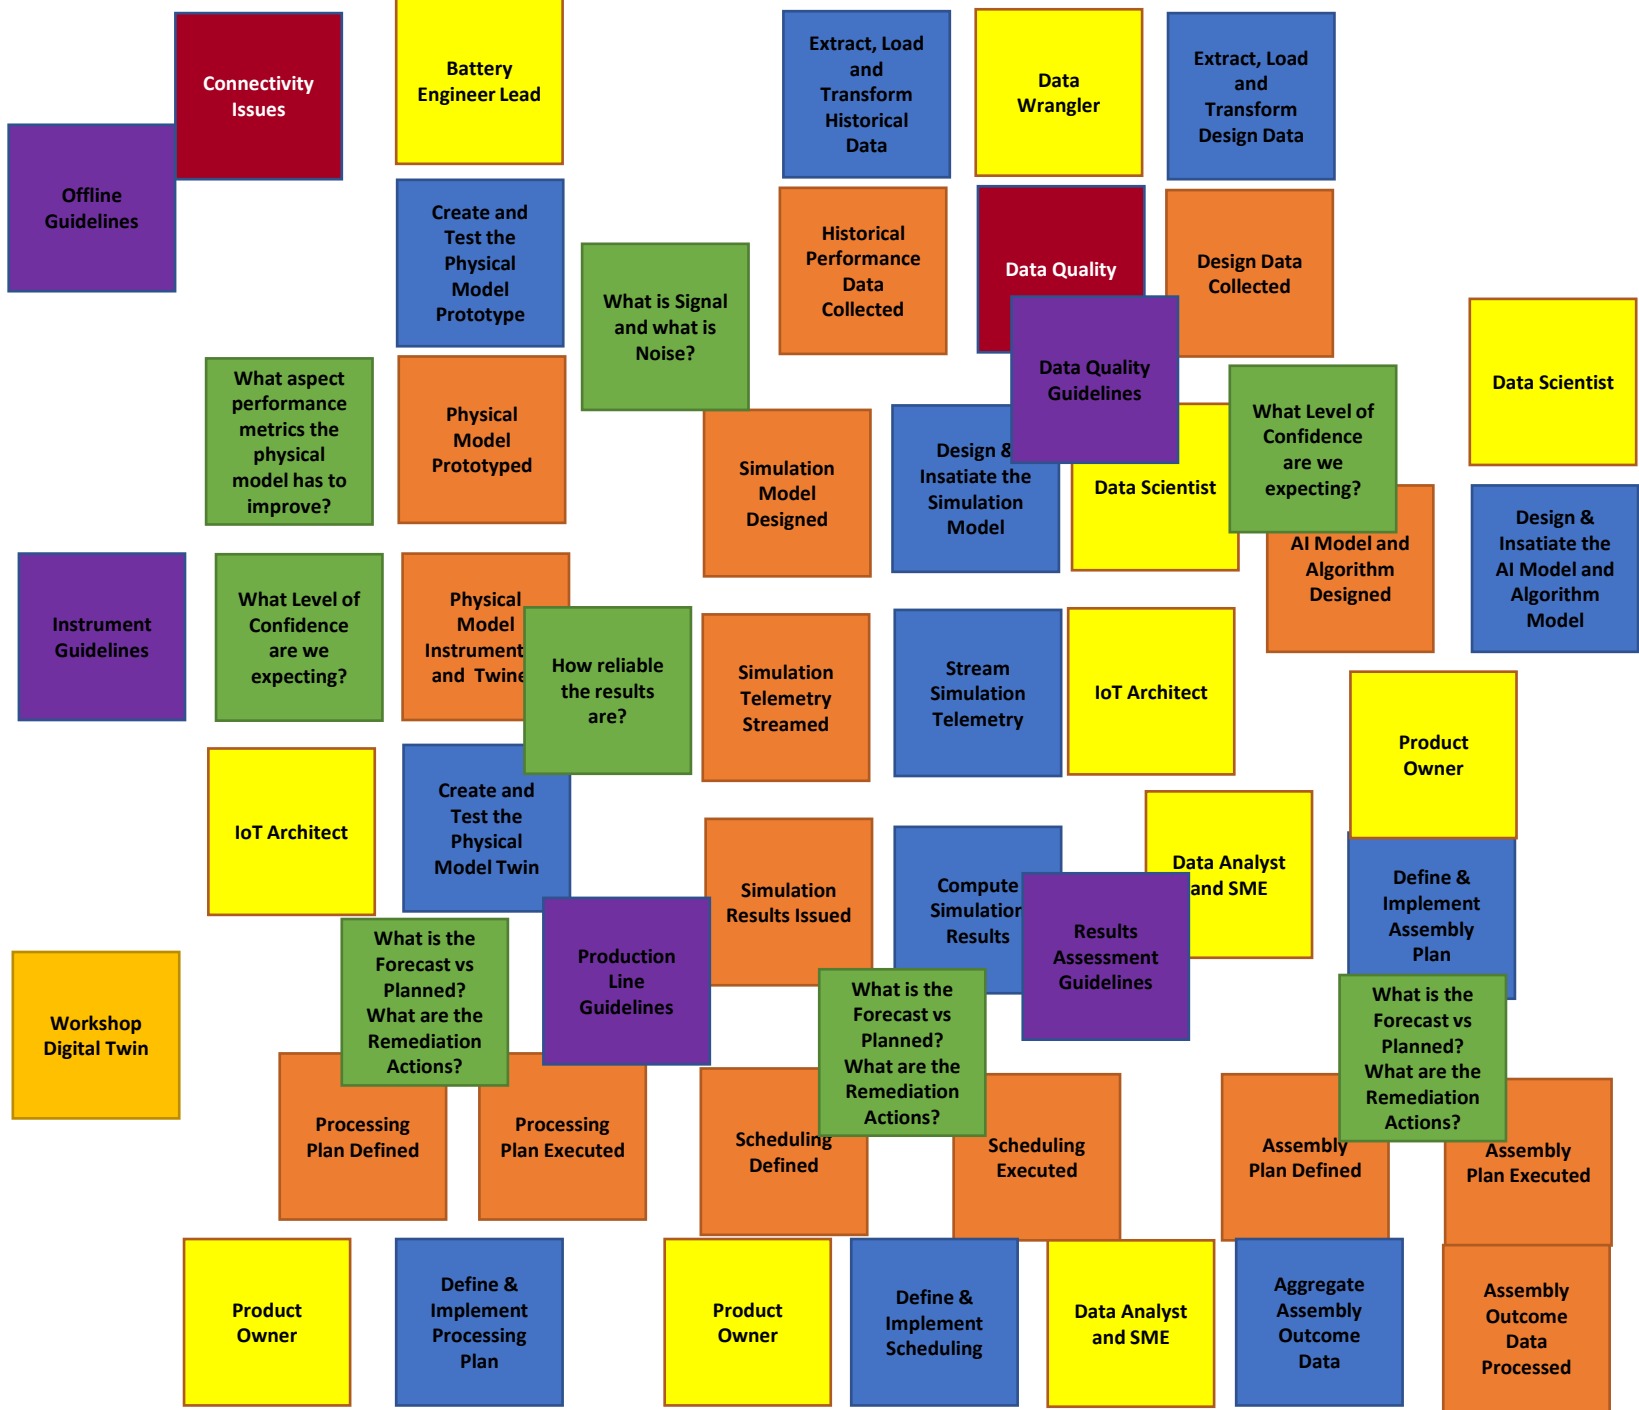 Connectivity
Issues
Battery
Engineer Lead
Extract, Load
and
Transform
Historical
Data
Data
Wrangler
Extract, Load
and
Transform
Design Data
Offline
Guidelines
Create and
Test the
Physical
Model
Prototype
What is Signal
and what is
Noise?
Historical
Performance
Data
Collected
Data Quality
Design Data
Collected
Data Quality
Guidelines
Data Scientist
What aspect
performance
metrics the
physical
model has to
improve?
Physical
Model
Prototyped
Simulation
Model
Designed
Design &
Insatiate the
Simulation
Model
Data Scientist
What Level of
Confidence
are we
expecting?
AI Model and
Algorithm
Designed
Design &
Insatiate the
AI Model and
Algorithm
Model
Instrument
Guidelines
What Level of
Confidence
are we
expecting?
Physical
Model
Instrument
and Twine
How reliable
the results
are?
Simulation
Telemetry
Streamed
Stream
Simulation
Telemetry
IoT Architect
Product
Owner
IoT Architect
Create and
Test the
Physical
Model Twin
Simulation
Results Issued
Compute
Simulation
Results
Data Analyst
and SME
Results
Assessment
Guidelines
Define &
Implement
Assembly
Plan
Workshop
Digital Twin
What is the
Forecast vs
Planned?
What are the
Remediation
Actions?
Production
Line
Guidelines
What is the
Forecast vs
Planned?
What are the
Remediation
Actions?
What is the
Forecast vs
Planned?
What are the
Remediation
Actions?
Processing
Plan Defined
Processing
Plan Executed
Scheduling
Defined
Scheduling
Executed
Assembly
Plan Defined
Assembly
Plan Executed
Product
Owner
Define &
Implement
Processing
Plan
Product
Owner
Define &
Implement
Scheduling
Data Analyst
and SME
Aggregate
Assembly
Outcome
Data
Assembly
Outcome
Data
Processed